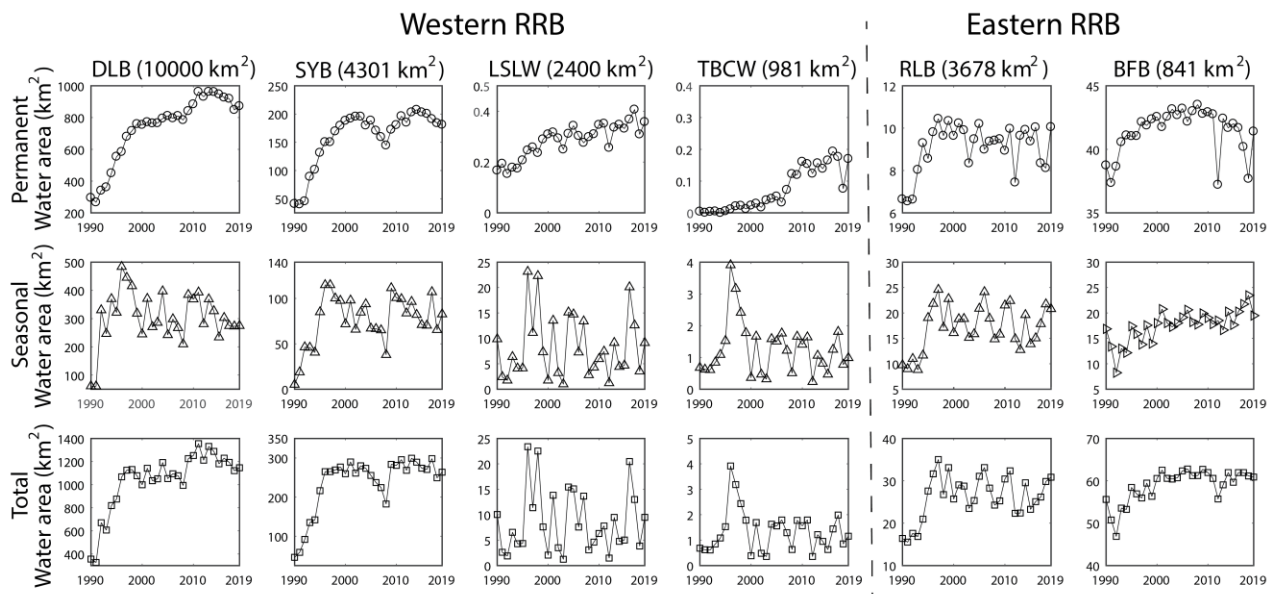 Western RRB
Eastern RRB
DLB (10000 km²)
SYB (4301 km²)
LSLW (2400 km²)
TBCW (981 km²)
RLB (3678 km²)
BFB (841 km²)
Permanent
Water area (km²)
1000
800
600
400
200
1990 2000 2010 2019
250
200
150
100
50
1990 2000 2010 2019
0.5
0.4
0.2
0
1990 2000 2010 2019
0.4
0.3
0.2
0.1
0
1990 2000 2010 2019
12
10
8
6
1990 2000 2010 2019
45
40
35
1990 2000 2010 2019
Seasonal
Water area (km²)
500
400
300
200
100
1990 2000 2010 2019
140
100
50
0
1990 2000 2010 2019
25
20
15
10
5
0
1990 2000 2010 2019
4
3
2
1
0
1990 2000 2010 2019
30
25
20
15
10
5
1990 2000 2010 2019
30
25
20
15
10
5
1990 2000 2010 2019
Total
Water area (km²)
1400
1200
1000
800
600
400
1990 2000 2010 2019
350
300
200
100
1990 2000 2010 2019
25
20
15
10
5
0
1990 2000 2010 2019
5
4
3
2
1
0
1990 2000 2010 2019
40
30
20
10
1990 2000 2010 2019
70
60
50
40
1990 2000 2010 2019